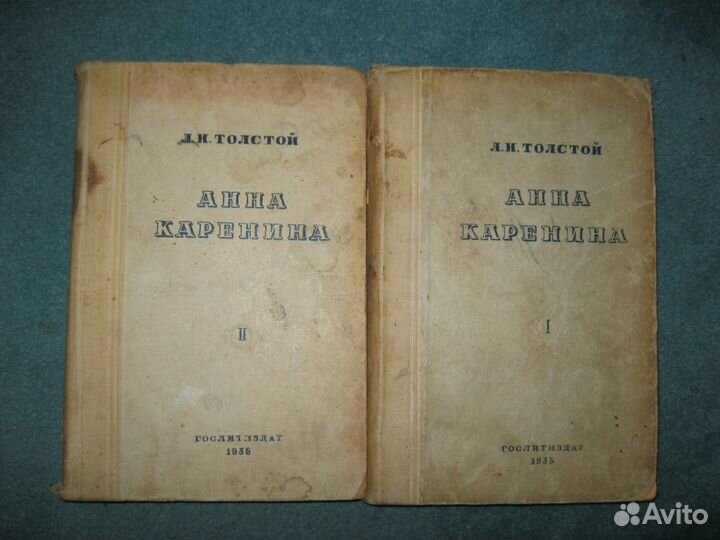 Л.Н.ТОЛСТОЙ
АННА
КАРЕНИНА
II
ГОСЛИТИЗДАТ
1935
Л.Н.ТОЛСТОЙ
АННА
КАРЕНИНА
I
ГОСЛИТИЗДАТ
1935
Avito